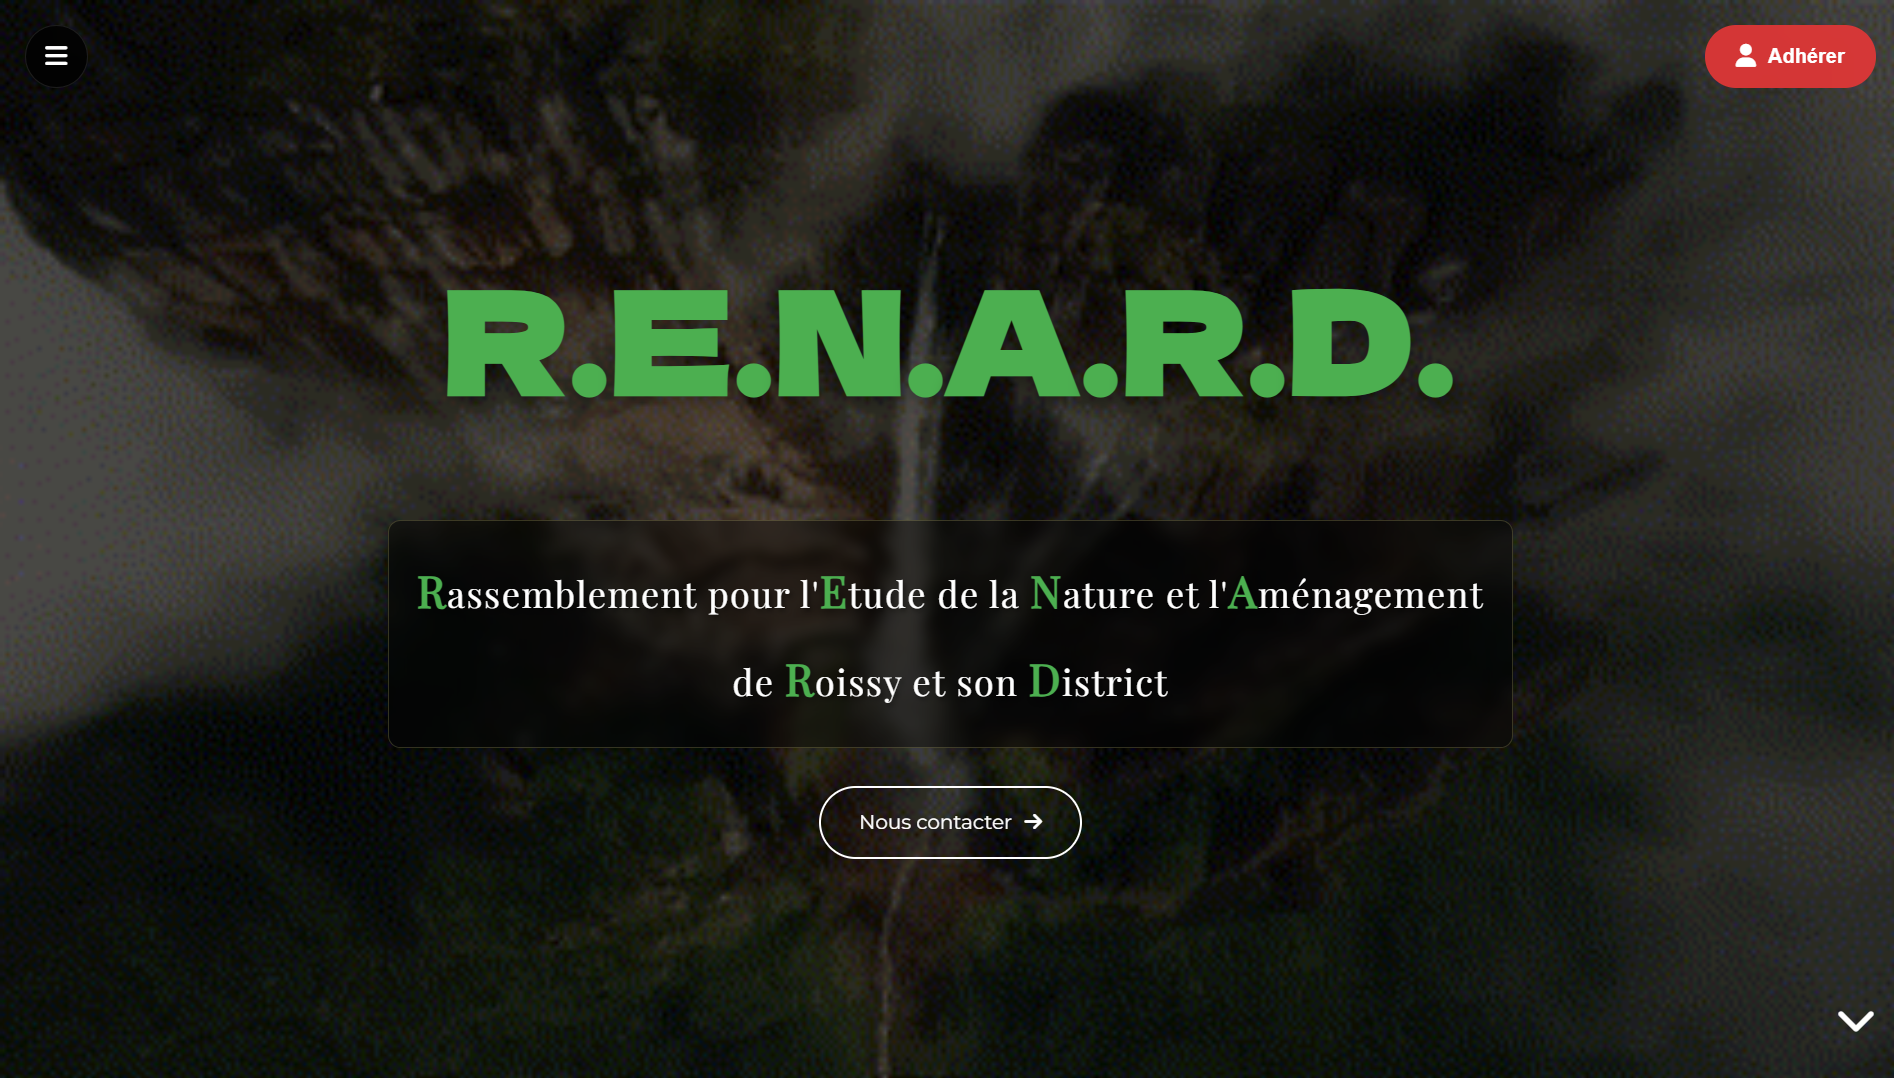 Adhérer
R.E.N.A.R.D.
Rassemblement pour l'Etude de la Nature et l'Aménagement
de Roissy et son District
Nous contacter